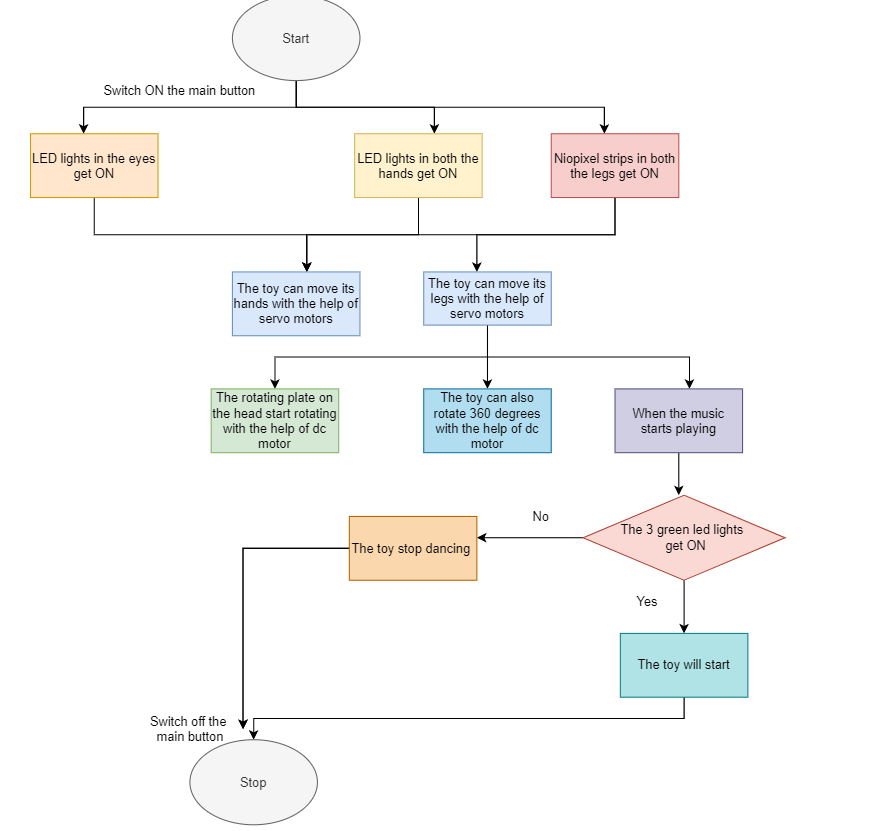 Start
Switch ON the main button
LED lights in the eyes
get ON
LED lights in both the
hands get ON
Niopixel strips in both
the legs get ON
The toy can move its
hands with the help of
servo motors
The toy can move its
legs with the help of
servo motors
The rotating plate on
the head start rotating
with the help of dc
motor
The toy can also
rotate 360 degrees
with the help of dc
motor
When the music
starts playing
The 3 green led lights
get ON
No
The toy stop dancing
Yes
The toy will start
Switch off the
main button
Stop